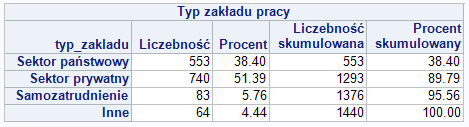 Typ zakładu pracy
typ_zakladu Liczebność Procent Liczebność skumulowana Procent skumulowany
Sektor państwowy 553 38.40 553 38.40
Sektor prywatny 740 51.39 1293 89.79
Samozatrudnienie 83 5.76 1376 95.56
Inne 64 4.44 1440 100.00